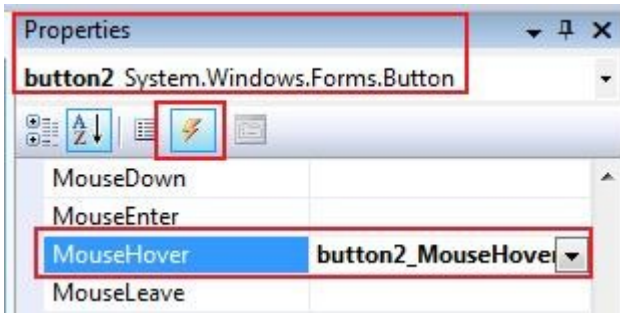 Properties
button2 System.Windows.Forms.Button
A
Z
MouseDown
MouseEnter
MouseHover button2_MouseHover
MouseLeave